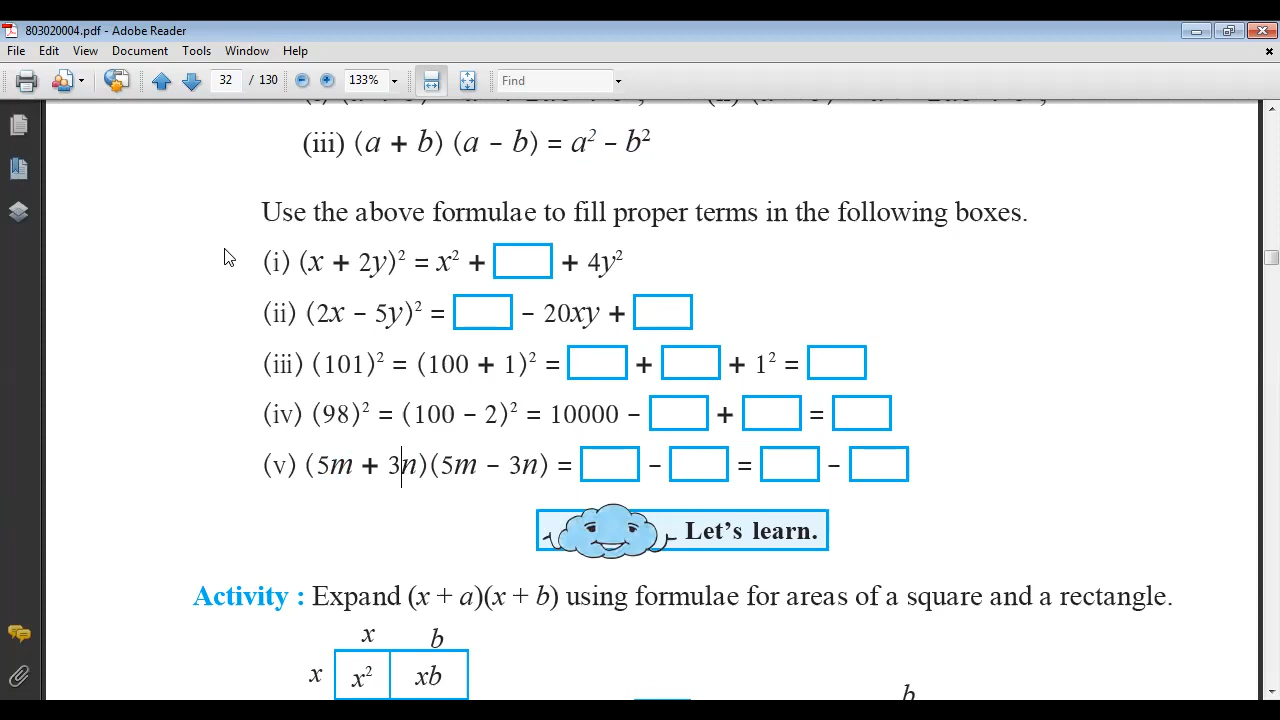 803020004.pdf - Adobe Reader
File Edit View Document Tools Window Help
32 / 130 133% Find
(iii) (a + b) (a – b) = a² – b²
Use the above formulae to fill proper terms in the following boxes.
(i) (x + 2y)² = x² + + 4y²
(ii) (2x – 5y)² = – 20xy +
(iii) (101)² = (100 + 1)² = + + 1² =
(iv) (98)² = (100 – 2)² = 10000 – + =
(v) (5m + 3n)(5m – 3n) = – = –
Let's learn.
Activity : Expand (x + a)(x + b) using formulae for areas of a square and a rectangle.
x b
x x² xb
b